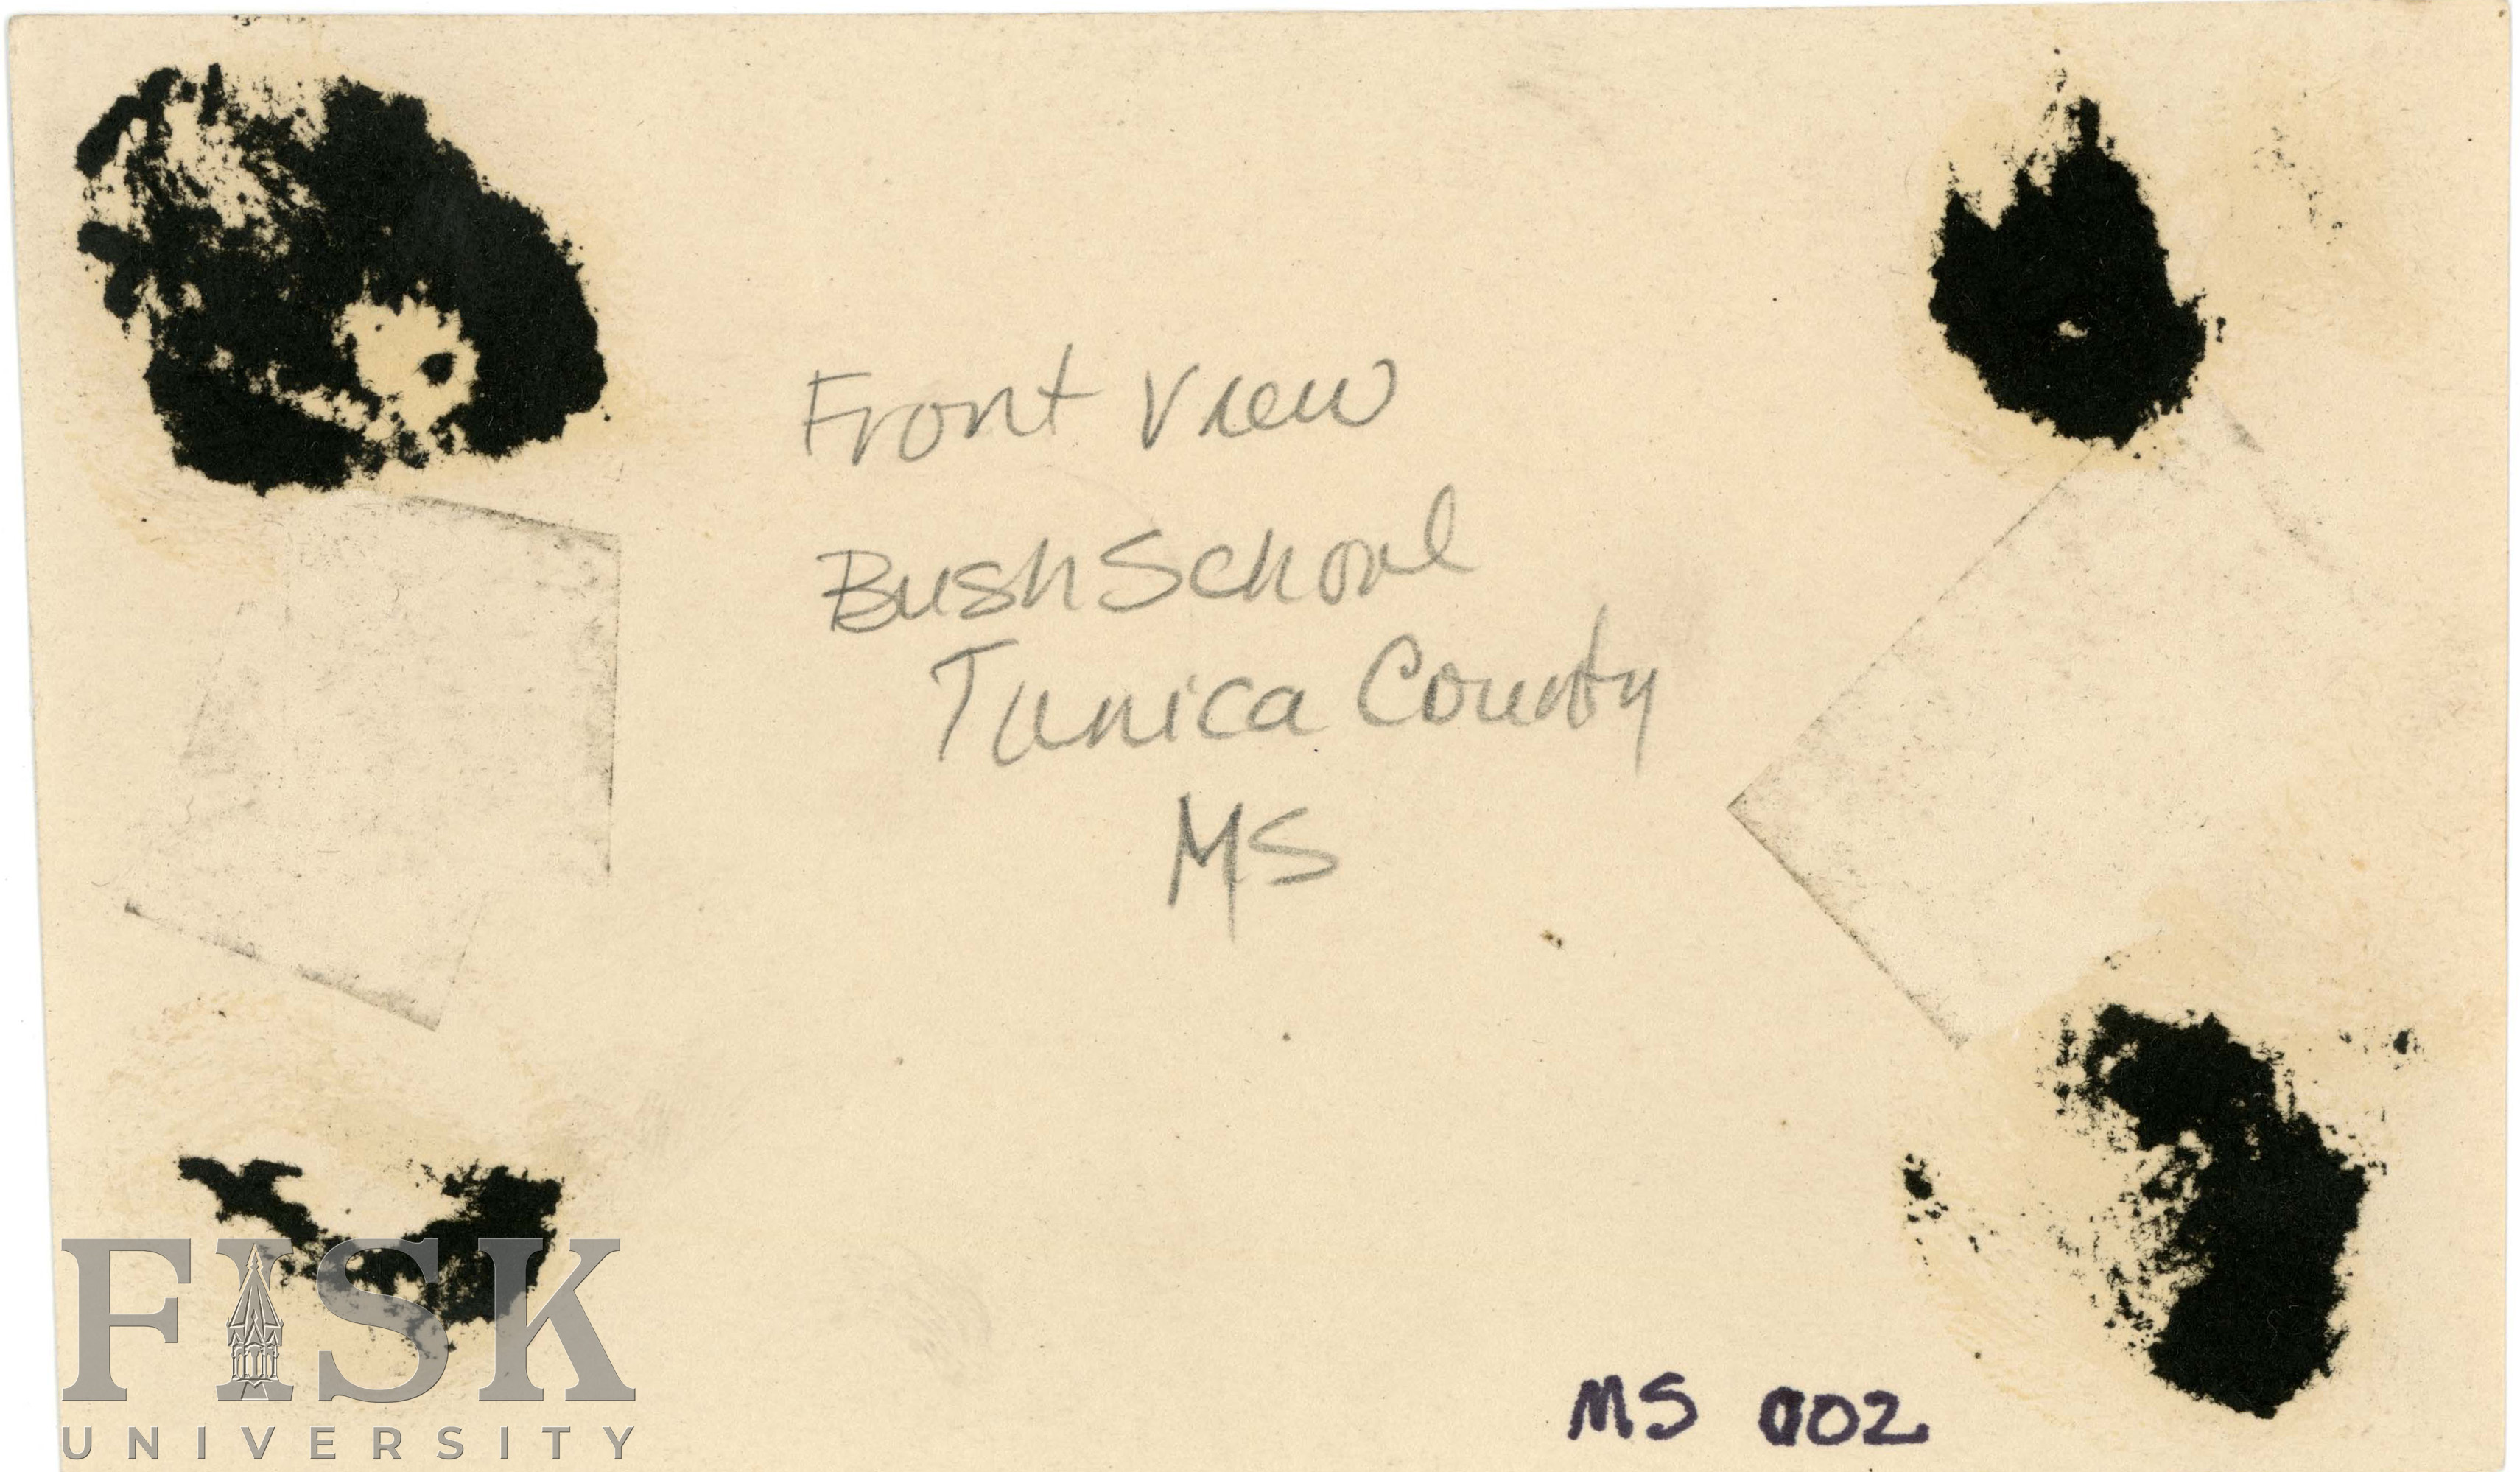 Front View
Bush School
Tunica County
MS
MS 002
FISK
UNIVERSITY